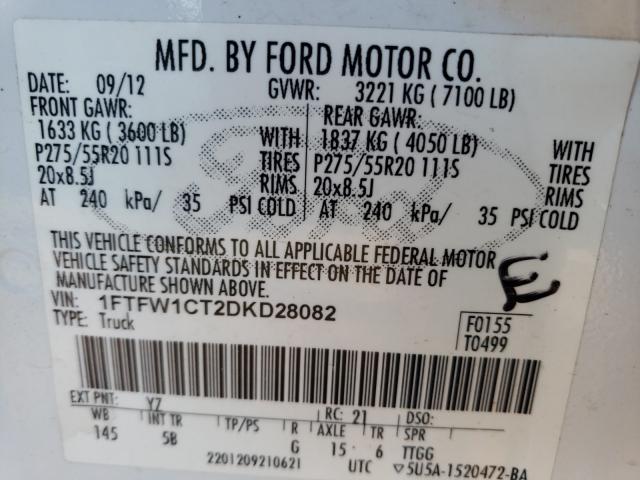 MFD. BY FORD MOTOR CO.
DATE: 09/12 GVWR: 3221 KG ( 7100 LB)
FRONT GAWR: REAR GAWR:
1633 KG ( 3600 LB) WITH 1837 KG ( 4050 LB) WITH
P275/55R20 111S TIRES P275/55R20 111S TIRES
20x8.5J RIMS 20x8.5J RIMS
AT 240 kPa/ 35 PSI COLD AT 240 kPa/ 35 PSI COLD
THIS VEHICLE CONFORMS TO ALL APPLICABLE FEDERAL MOTOR
VEHICLE SAFETY STANDARDS IN EFFECT ON THE DATE OF
MANUFACTURE SHOWN ABOVE.
VIN: 1FTFW1CT2DKD28082 F0155
TYPE: Truck T0499
EXT PNT: YZ RC: 21 DSO:
WB INT TR TP/PS R AXLE TR SPR
145 5B G 15 6 TTGG
2201209210621 UTC ▽5U5A-1520472-BA